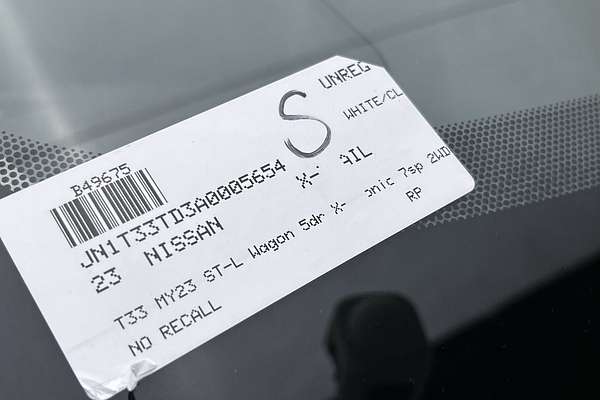 B49675
S
UNREG
JN1T33TD3A0005654
WHITE/CL
23 NISSAN
X- AIL
T33 MY23 ST-L Wagon 5dr X- onic 7sp 2WD
NO RECALL
RP